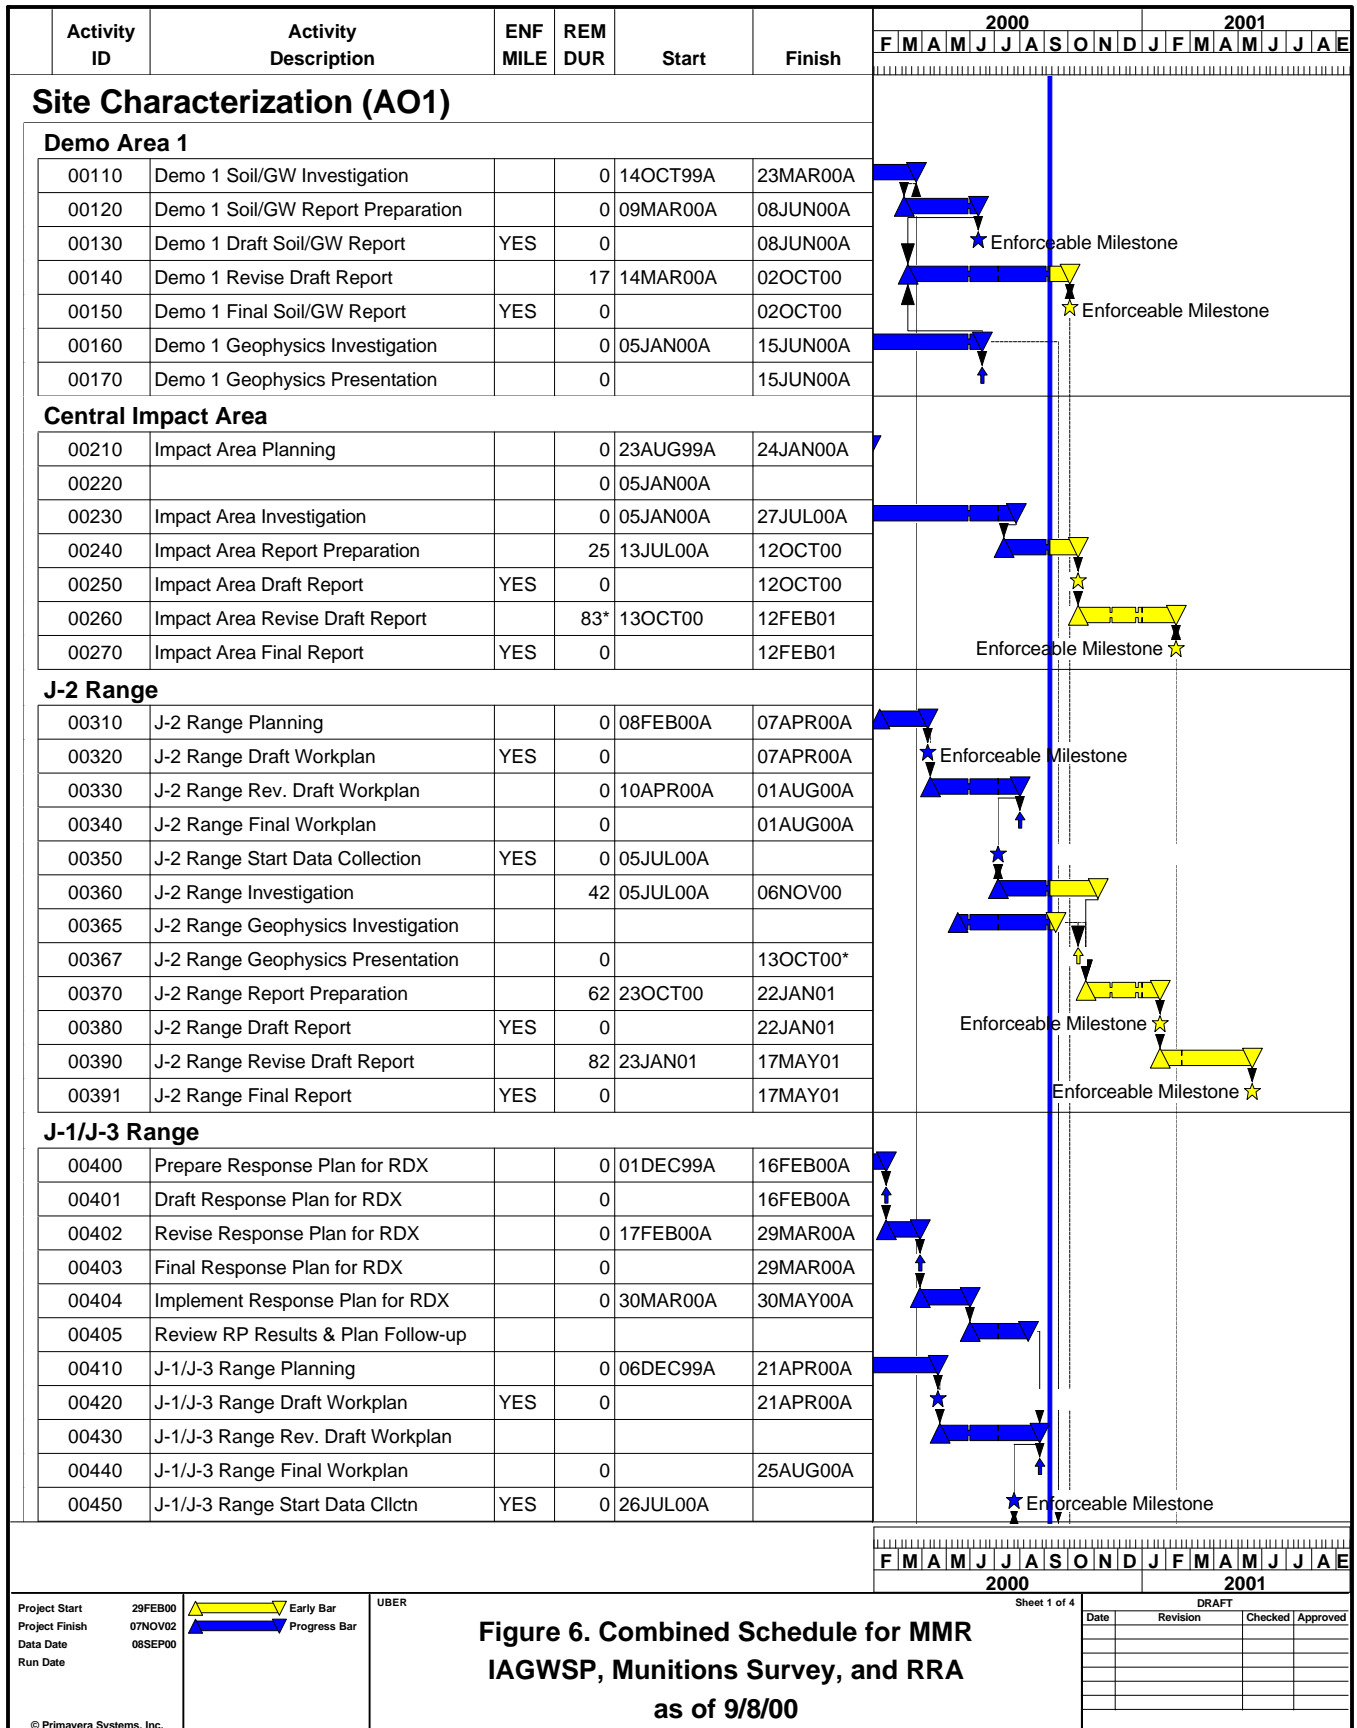 Activity ID Activity Description ENF MILE REM DUR Start Finish
2000 2001
F M A M J J A S O N D J F M A M J J A E
Site Characterization (AO1)
Demo Area 1
00110 Demo 1 Soil/GW Investigation 0 14OCT99A 23MAR00A
00120 Demo 1 Soil/GW Report Preparation 0 09MAR00A 08JUN00A
00130 Demo 1 Draft Soil/GW Report YES 0 08JUN00A Enforceable Milestone
00140 Demo 1 Revise Draft Report 17 14MAR00A 02OCT00
00150 Demo 1 Final Soil/GW Report YES 0 02OCT00 Enforceable Milestone
00160 Demo 1 Geophysics Investigation 0 05JAN00A 15JUN00A
00170 Demo 1 Geophysics Presentation 0 15JUN00A
Central Impact Area
00210 Impact Area Planning 0 23AUG99A 24JAN00A
00220 0 05JAN00A
00230 Impact Area Investigation 0 05JAN00A 27JUL00A
00240 Impact Area Report Preparation 25 13JUL00A 12OCT00
00250 Impact Area Draft Report YES 0 12OCT00
00260 Impact Area Revise Draft Report 83* 13OCT00 12FEB01
00270 Impact Area Final Report YES 0 12FEB01 Enforceable Milestone
J-2 Range
00310 J-2 Range Planning 0 08FEB00A 07APR00A
00320 J-2 Range Draft Workplan YES 0 07APR00A Enforceable Milestone
00330 J-2 Range Rev. Draft Workplan 0 10APR00A 01AUG00A
00340 J-2 Range Final Workplan 0 01AUG00A
00350 J-2 Range Start Data Collection YES 0 05JUL00A
00360 J-2 Range Investigation 42 05JUL00A 06NOV00
00365 J-2 Range Geophysics Investigation
00367 J-2 Range Geophysics Presentation 0 13OCT00*
00370 J-2 Range Report Preparation 62 23OCT00 22JAN01
00380 J-2 Range Draft Report YES 0 22JAN01 Enforceable Milestone
00390 J-2 Range Revise Draft Report 82 23JAN01 17MAY01
00391 J-2 Range Final Report YES 0 17MAY01 Enforceable Milestone
J-1/J-3 Range
00400 Prepare Response Plan for RDX 0 01DEC99A 16FEB00A
00401 Draft Response Plan for RDX 0 16FEB00A
00402 Revise Response Plan for RDX 0 17FEB00A 29MAR00A
00403 Final Response Plan for RDX 0 29MAR00A
00404 Implement Response Plan for RDX 0 30MAR00A 30MAY00A
00405 Review RP Results & Plan Follow-up
00410 J-1/J-3 Range Planning 0 06DEC99A 21APR00A
00420 J-1/J-3 Range Draft Workplan YES 0 21APR00A
00430 J-1/J-3 Range Rev. Draft Workplan
00440 J-1/J-3 Range Final Workplan 0 25AUG00A
00450 J-1/J-3 Range Start Data Cllctn YES 0 26JUL00A Enforceable Milestone
F M A M J J A S O N D J F M A M J J A E
2000 2001
Project Start 29FEB00
Project Finish 07NOV02
Data Date 08SEP00
Run Date
© Primavera Systems, Inc.
Early Bar
Progress Bar
UBER
Sheet 1 of 4
Figure 6. Combined Schedule for MMR
IAGWSP, Munitions Survey, and RRA
as of 9/8/00
DRAFT
Date Revision Checked Approved